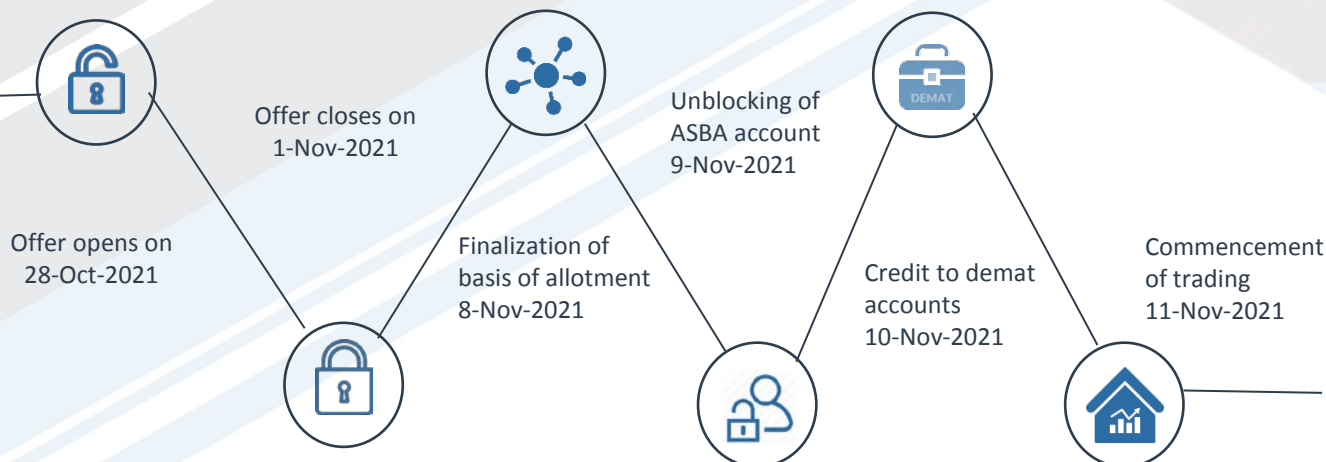 Offer opens on
28-Oct-2021
Offer closes on
1-Nov-2021
Finalization of
basis of allotment
8-Nov-2021
Unblocking of
ASBA account
9-Nov-2021
DEMAT
Credit to demat
accounts
10-Nov-2021
Commencement
of trading
11-Nov-2021